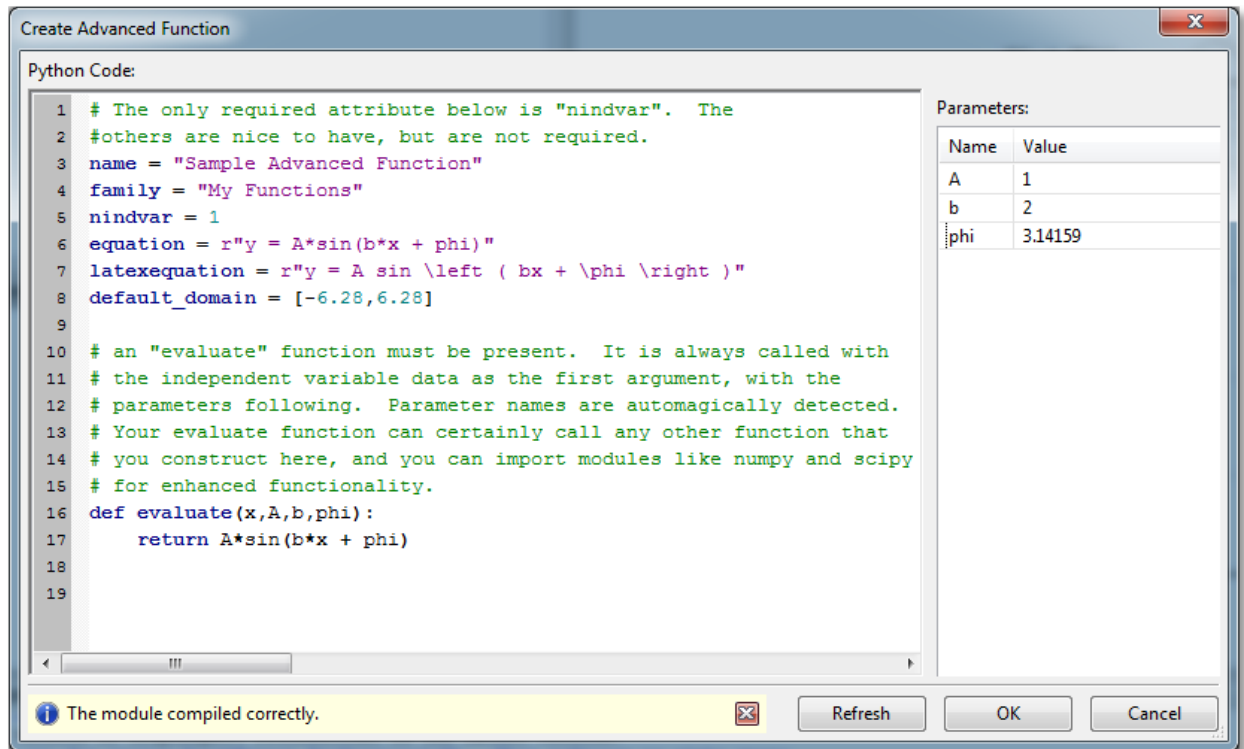 Create Advanced Function
x
Python Code:
1 # The only required attribute below is "nindvar".  The
2 #others are nice to have, but are not required.
3 name = "Sample Advanced Function"
4 family = "My Functions"
5 nindvar = 1
6 equation = r"y = A*sin(b*x + phi)"
7 latexequation = r"y = A sin \left ( bx + \phi \right )"
8 default_domain = [-6.28,6.28]
9
10 # an "evaluate" function must be present.  It is always called with
11 # the independent variable data as the first argument, with the
12 # parameters following.  Parameter names are automagically detected.
13 # Your evaluate function can certainly call any other function that
14 # you construct here, and you can import modules like numpy and scipy
15 # for enhanced functionality.
16 def evaluate(x,A,b,phi):
17     return A*sin(b*x + phi)
18
19
Parameters:
Name Value
A 1
b 2
phi 3.14159
The module compiled correctly.
Refresh
OK
Cancel